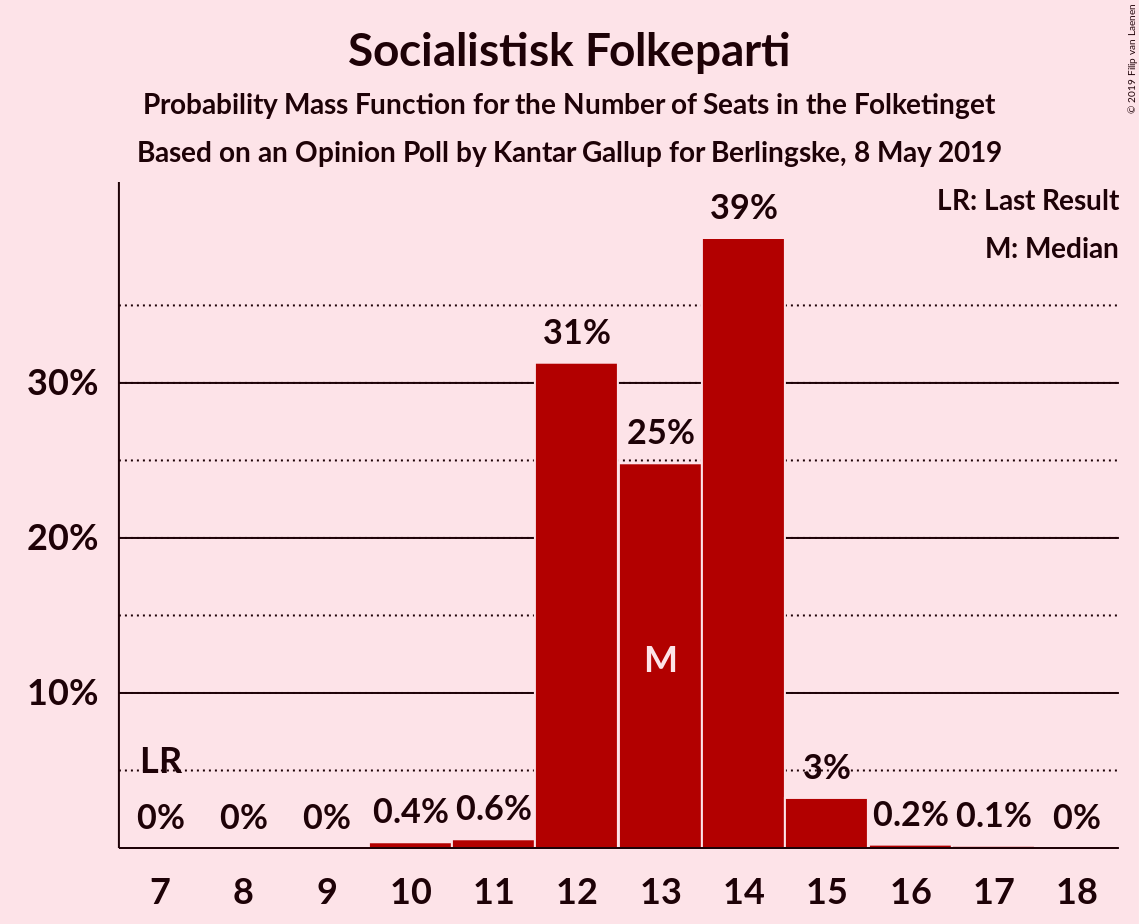 Socialistisk Folkeparti
Probability Mass Function for the Number of Seats in the Folketinget
Based on an Opinion Poll by Kantar Gallup for Berlingske, 8 May 2019
© 2019 Filip van Laenen
LR: Last Result
M: Median
39%
31%
30%
25%
20%
M
10%
LR
3%
0% 0% 0% 0.4% 0.6% 0.2% 0.1% 0%
7 8 9 10 11 12 13 14 15 16 17 18